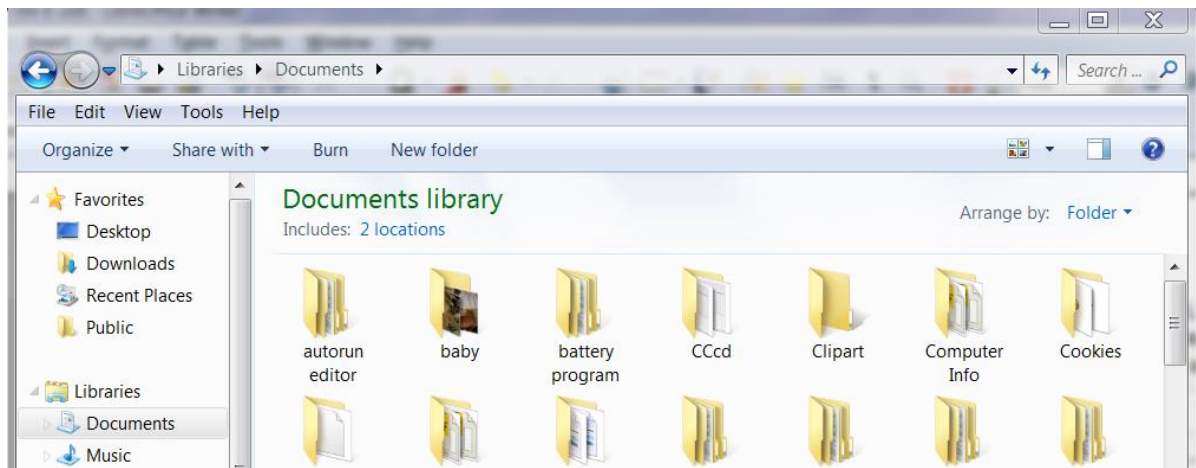 Libraries Documents
Search ...
File Edit View Tools Help
Organize Share with Burn New folder
Favorites
Desktop
Downloads
Recent Places
Public
Libraries
Documents
Music
Documents library
Includes: 2 locations
Arrange by: Folder
autorun editor
baby
battery program
CCcd
Clipart
Computer Info
Cookies